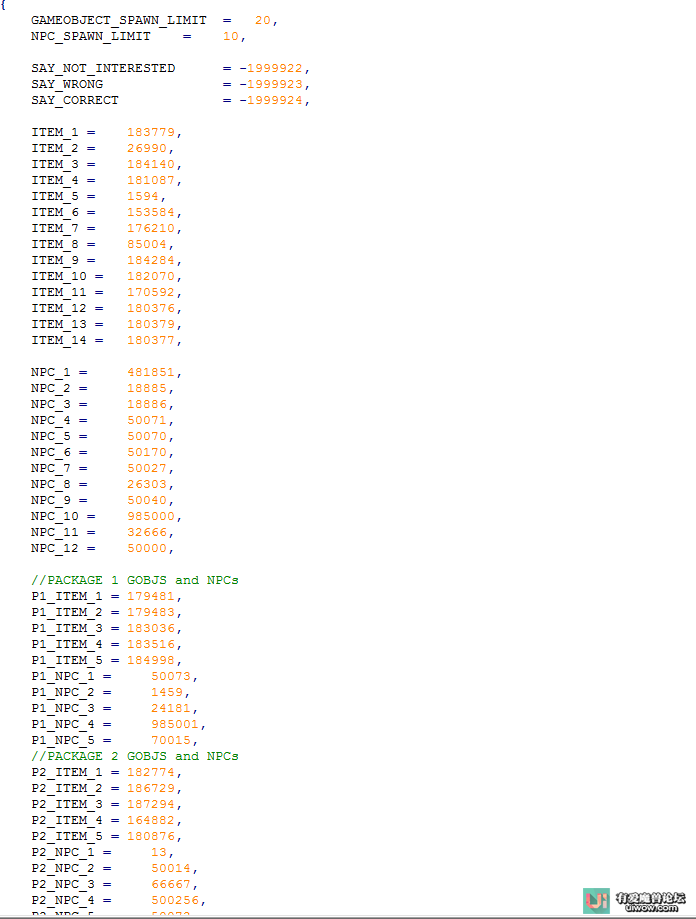 {
GAMEOBJECT_SPAWN_LIMIT = 20,
NPC_SPAWN_LIMIT = 10,
SAY_NOT_INTERESTED = -1999922,
SAY_WRONG = -1999923,
SAY_CORRECT = -1999924,
ITEM_1 = 183779,
ITEM_2 = 26990,
ITEM_3 = 184140,
ITEM_4 = 181087,
ITEM_5 = 1594,
ITEM_6 = 153584,
ITEM_7 = 176210,
ITEM_8 = 85004,
ITEM_9 = 184284,
ITEM_10 = 182070,
ITEM_11 = 170592,
ITEM_12 = 180376,
ITEM_13 = 180379,
ITEM_14 = 180377,
NPC_1 = 481851,
NPC_2 = 18885,
NPC_3 = 18886,
NPC_4 = 50071,
NPC_5 = 50070,
NPC_6 = 50170,
NPC_7 = 50027,
NPC_8 = 26303,
NPC_9 = 50040,
NPC_10 = 985000,
NPC_11 = 32666,
NPC_12 = 50000,
//PACKAGE 1 GOBJS and NPCs
P1_ITEM_1 = 179481,
P1_ITEM_2 = 179483,
P1_ITEM_3 = 183036,
P1_ITEM_4 = 183516,
P1_ITEM_5 = 184998,
P1_NPC_1 = 50073,
P1_NPC_2 = 1459,
P1_NPC_3 = 24181,
P1_NPC_4 = 985001,
P1_NPC_5 = 70015,
//PACKAGE 2 GOBJS and NPCs
P2_ITEM_1 = 182774,
P2_ITEM_2 = 186729,
P2_ITEM_3 = 187294,
P2_ITEM_4 = 164882,
P2_ITEM_5 = 180876,
P2_NPC_1 = 13,
P2_NPC_2 = 50014,
P2_NPC_3 = 66667,
P2_NPC_4 = 500256,
有爱魔兽论坛
uiwow.com